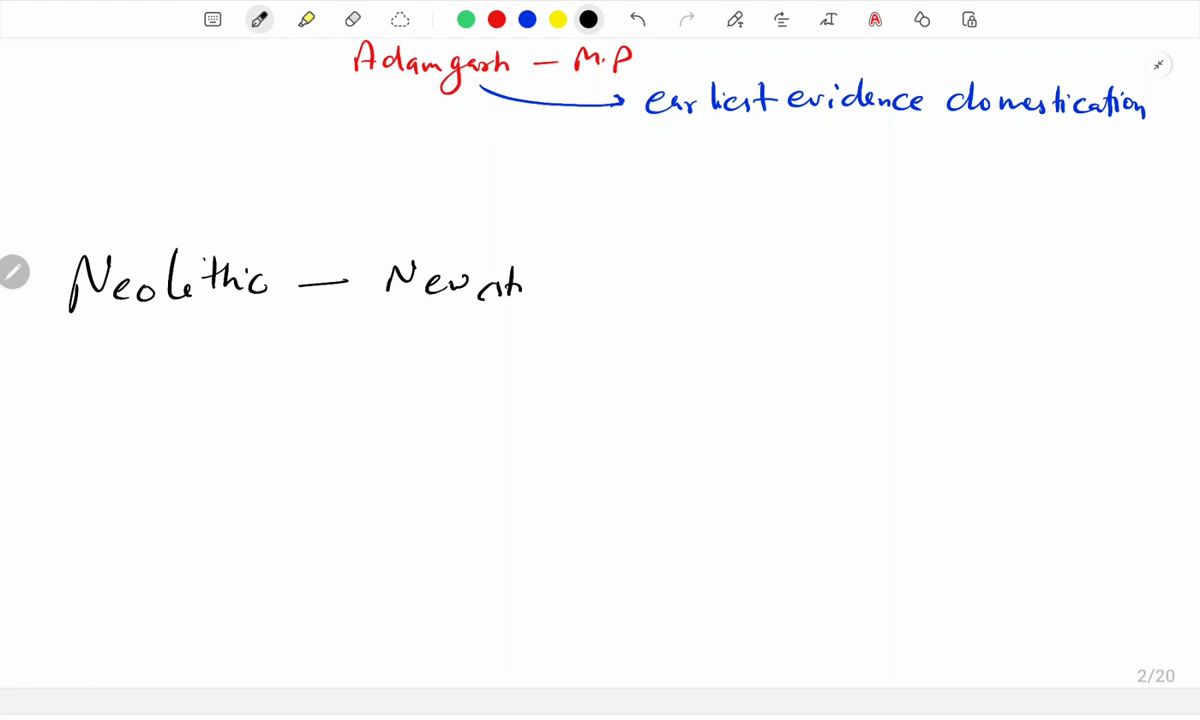 Adamgarh – M.P
earliest evidence domestication
Neolithic – New
2/20